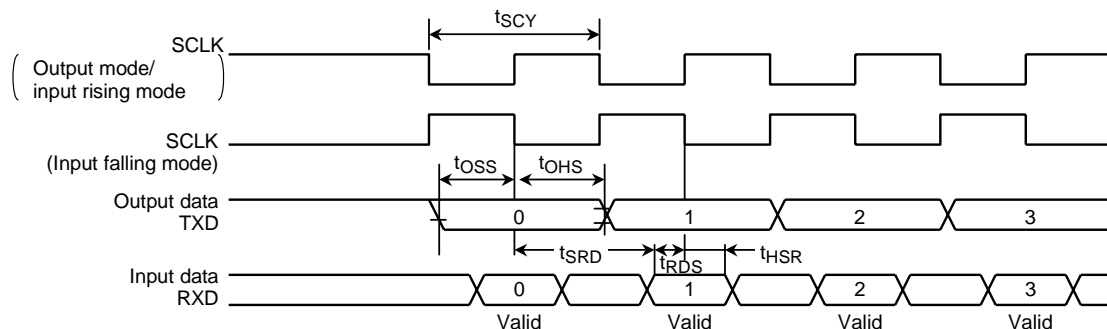 tSCY
SCLK
( Output mode/
input rising mode )
SCLK
(Input falling mode)
tOSS tOHS
Output data
TXD
0 1 2 3
tSRD tRDS tHSR
Input data
RXD
0 1 2 3
Valid Valid Valid Valid